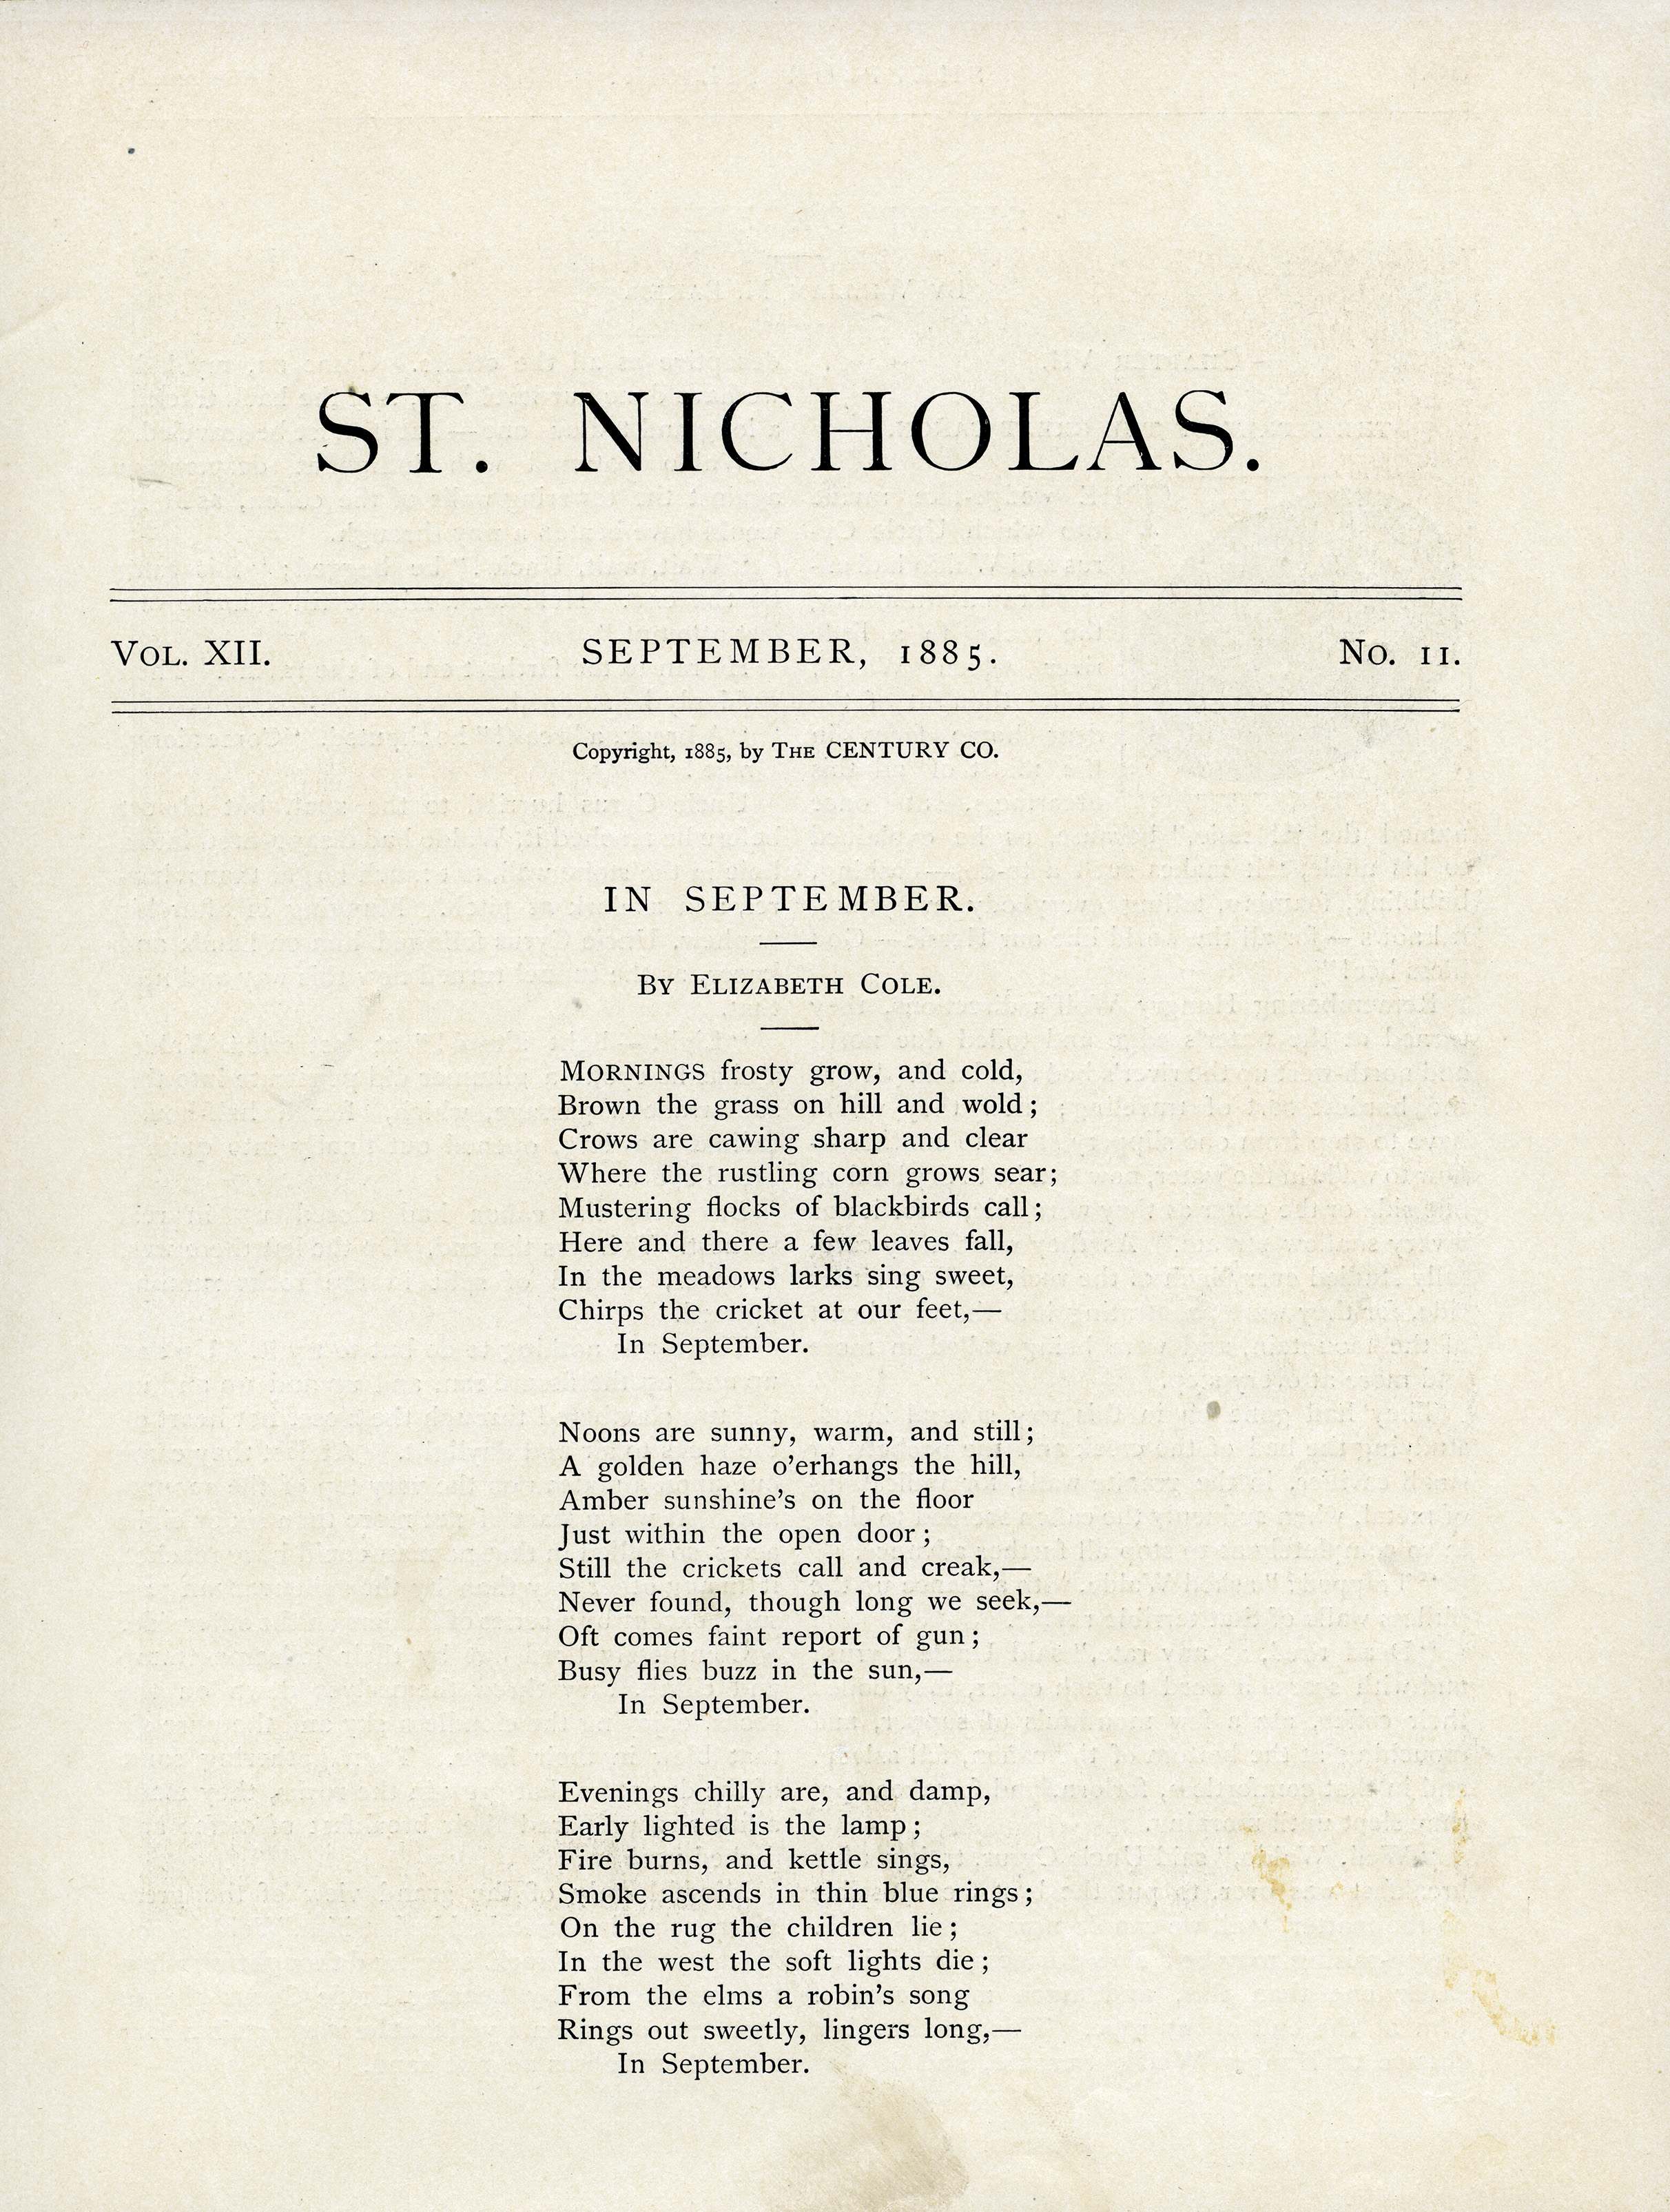 ST. NICHOLAS.
VOL. XII. SEPTEMBER, 1885. No. 11.
Copyright, 1885, by THE CENTURY CO.
IN SEPTEMBER.
BY ELIZABETH COLE.
MORNINGS frosty grow, and cold,
Brown the grass on hill and wold;
Crows are cawing sharp and clear
Where the rustling corn grows sear;
Mustering flocks of blackbirds call;
Here and there a few leaves fall,
In the meadows larks sing sweet,
Chirps the cricket at our feet,—
In September.
Noons are sunny, warm, and still;
A golden haze o'erhangs the hill,
Amber sunshine's on the floor
Just within the open door;
Still the crickets call and creak,—
Never found, though long we seek,—
Oft comes faint report of gun;
Busy flies buzz in the sun,—
In September.
Evenings chilly are, and damp,
Early lighted is the lamp;
Fire burns, and kettle sings,
Smoke ascends in thin blue rings;
On the rug the children lie;
In the west the soft lights die;
From the elms a robin's song
Rings out sweetly, lingers long,—
In September.